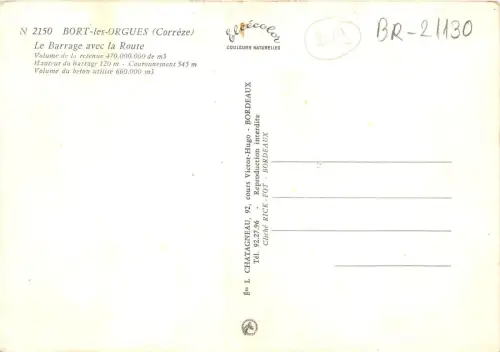 N 2150 BORT-les-ORGUES (Corrèze)
Le Barrage avec la Route
Volume de la retenue 470.000.000 de m3
Hauteur du barrage 120 m - Couronnement 545 m
Volume du béton utilisé 660.000 m3
COULEURS NATURELLES
BR-21130
Éts L. CHATAGNEAU, 92, cours Victor-Hugo - BORDEAUX
Tél. 92.27.96 - Reproduction interdite
Cliché RICK-FOT - BORDEAUX